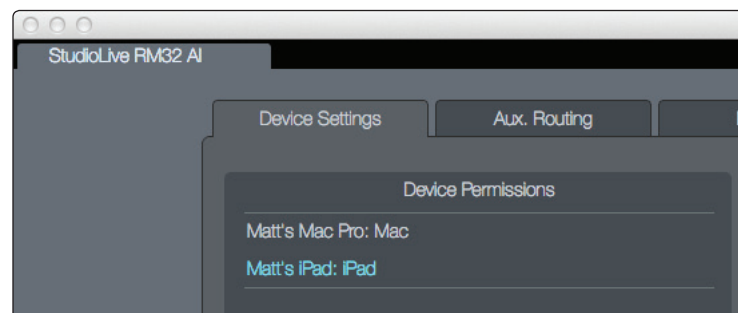 StudioLive RM32 AI
Device Settings Aux. Routing
Device Permissions
Matt's Mac Pro: Mac
Matt's iPad: iPad